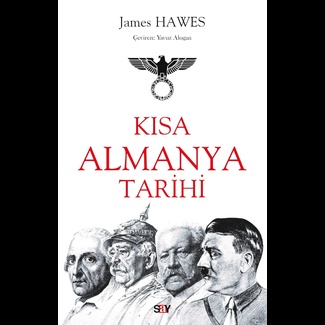 James HAWES
Çeviren: Yavuz Alogan
KISA
ALMANYA
TARİHİ
SAY